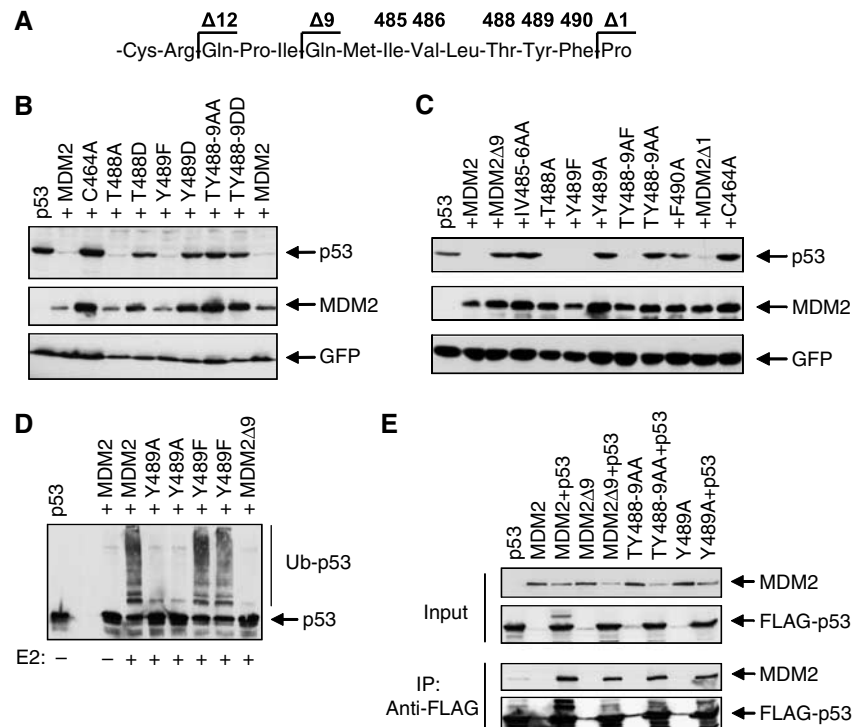 A
Δ12 Δ9 485 486 488 489 490 Δ1
-Cys-Arg-Gln-Pro-Ile-Gln-Met-Ile-Val-Leu-Thr-Tyr-Phe-Pro
B
p53
+ MDM2
+ C464A
+ T488A
+ T488D
+ Y489F
+ Y489D
+ TY488-9AA
+ TY488-9DD
+ MDM2
p53
MDM2
GFP
C
p53
+MDM2
+MDM2Δ9
+IV485-6AA
+T488A
+Y489F
+Y489A
TY488-9AF
TY488-9AA
+F490A
+MDM2Δ1
+C464A
p53
MDM2
GFP
D
p53
+ MDM2
+ MDM2
+ Y489A
+ Y489A
+ Y489F
+ Y489F
+ MDM2Δ9
Ub-p53
p53
E2: – – + + + + + +
E
p53
MDM2
MDM2+p53
MDM2Δ9
MDM2Δ9+p53
TY488-9AA
TY488-9AA+p53
Y489A
Y489A+p53
Input
MDM2
FLAG-p53
IP:
Anti-FLAG
MDM2
FLAG-p53